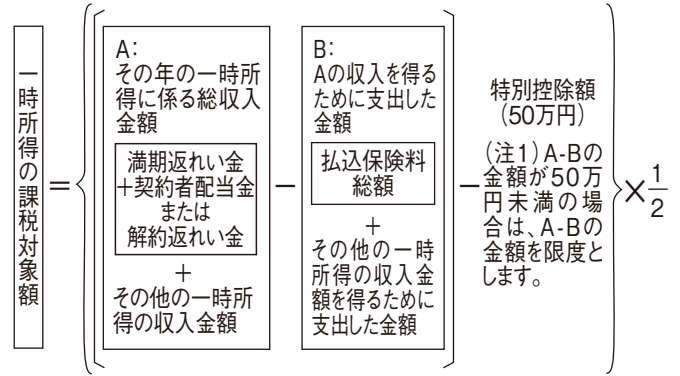 一時所得の課税対象額
＝
A：
その年の一時所
得に係る総収入
金額
満期返れい金
＋契約者配当金
または
解約返れい金
＋
その他の一時所
得の収入金額
－
B：
Aの収入を得る
ために支出した
金額
払込保険料
総額
＋
その他の一時
所得の収入金
額を得るために
支出した金額
－
特別控除額
（50万円）
（注1）A-Bの
金額が50万
円未満の場
合は、A-Bの
金額を限度と
します。
×1/2